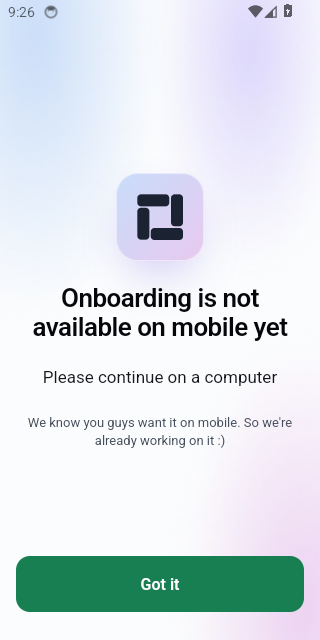 9:26
Onboarding is not
available on mobile yet
Please continue on a computer
We know you guys want it on mobile. So we're
already working on it :)
Got it